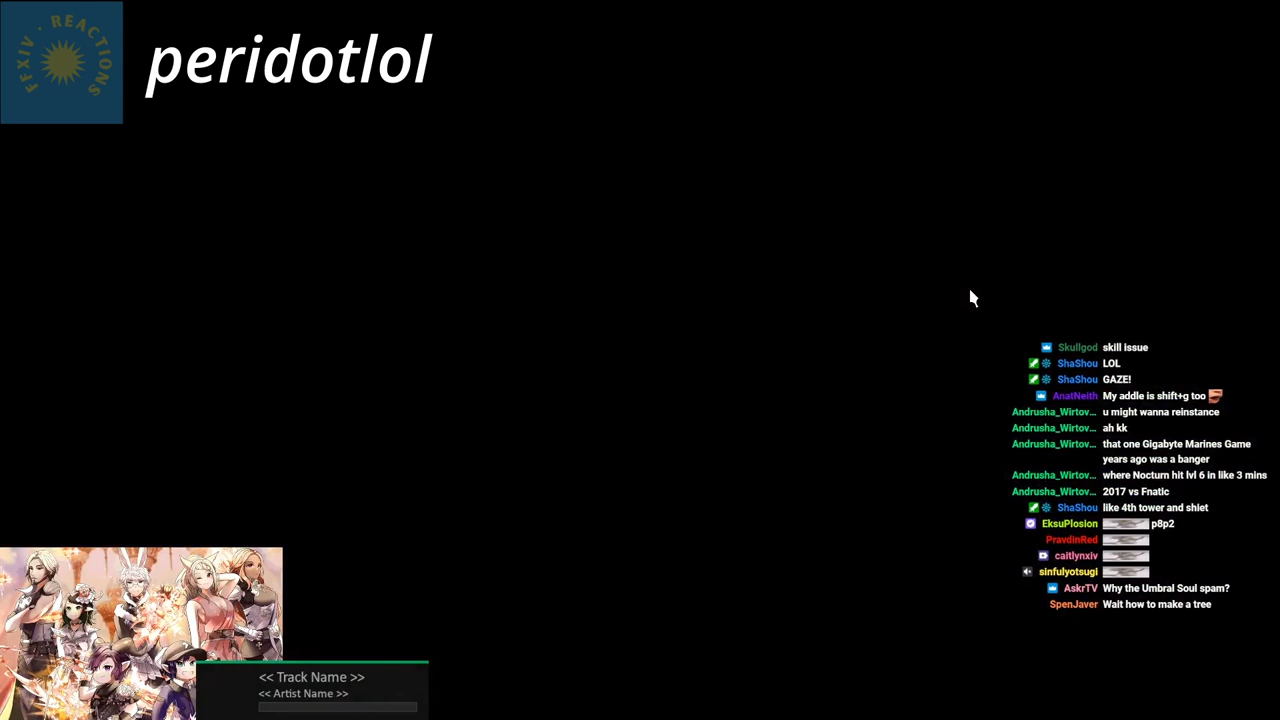 FFXIV · REACTIONS
peridotlol
Skullgod skill issue
ShaShou LOL
ShaShou GAZE!
AnatNeith My addle is shift+g too
Andrusha_Wirtov... u might wanna reinstance
Andrusha_Wirtov... ah kk
Andrusha_Wirtov... that one Gigabyte Marines Game
years ago was a banger
Andrusha_Wirtov... where Nocturn hit lvl 6 in like 3 mins
Andrusha_Wirtov... 2017 vs Fnatic
ShaShou like 4th tower and shiet
EksuPlosion p8p2
PravdinRed
caitlynxiv
sinfulyotsugi
AskrTV Why the Umbral Soul spam?
SpenJaver Wait how to make a tree
<< Track Name >>
<< Artist Name >>